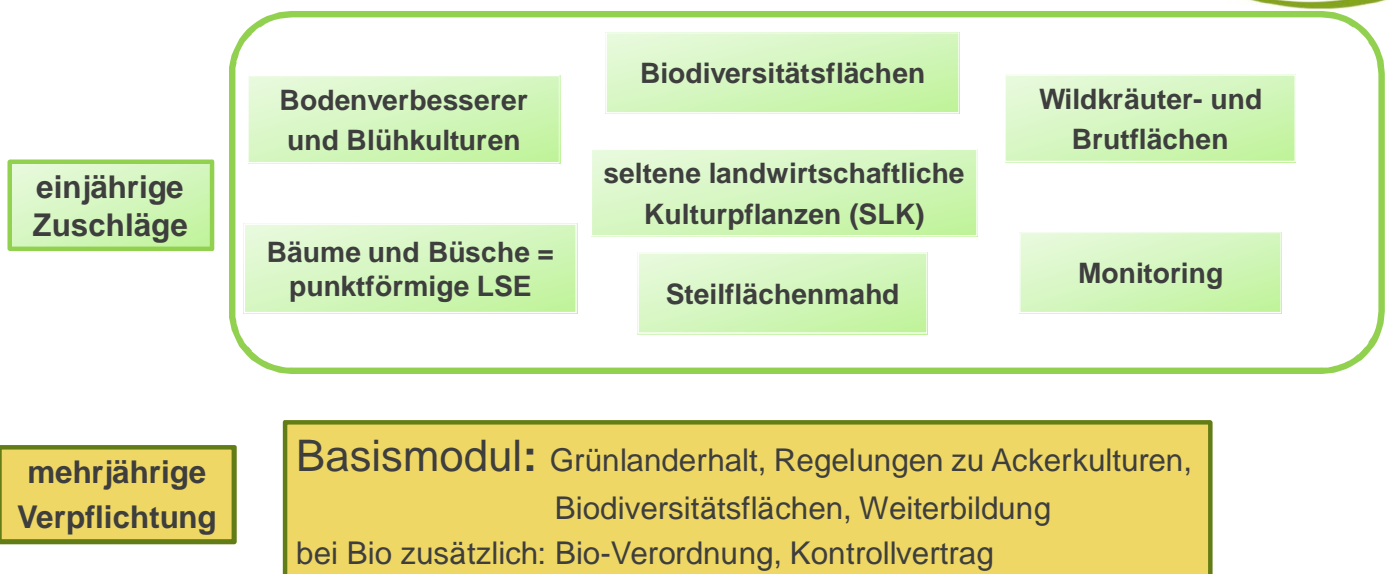 einjährige
Zuschläge
Bodenverbesserer
und Blühkulturen
Bäume und Büsche =
punktförmige LSE
Biodiversitätsflächen
seltene landwirtschaftliche
Kulturpflanzen (SLK)
Steilflächenmahd
Wildkräuter- und
Brutflächen
Monitoring
mehrjährige
Verpflichtung
Basismodul: Grünlanderhalt, Regelungen zu Ackerkulturen,
Biodiversitätsflächen, Weiterbildung
bei Bio zusätzlich: Bio-Verordnung, Kontrollvertrag